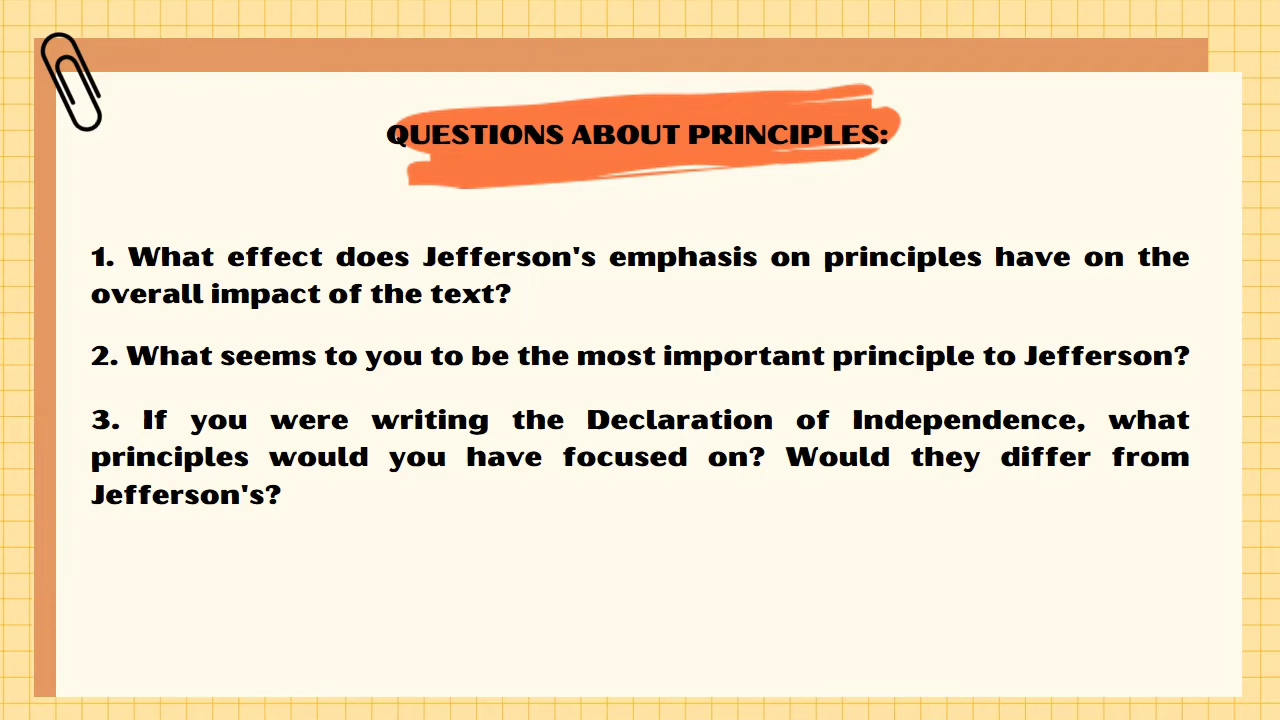 QUESTIONS ABOUT PRINCIPLES:
1. What effect does Jefferson's emphasis on principles have on the
overall impact of the text?
2. What seems to you to be the most important principle to Jefferson?
3. If you were writing the Declaration of Independence, what
principles would you have focused on? Would they differ from
Jefferson's?